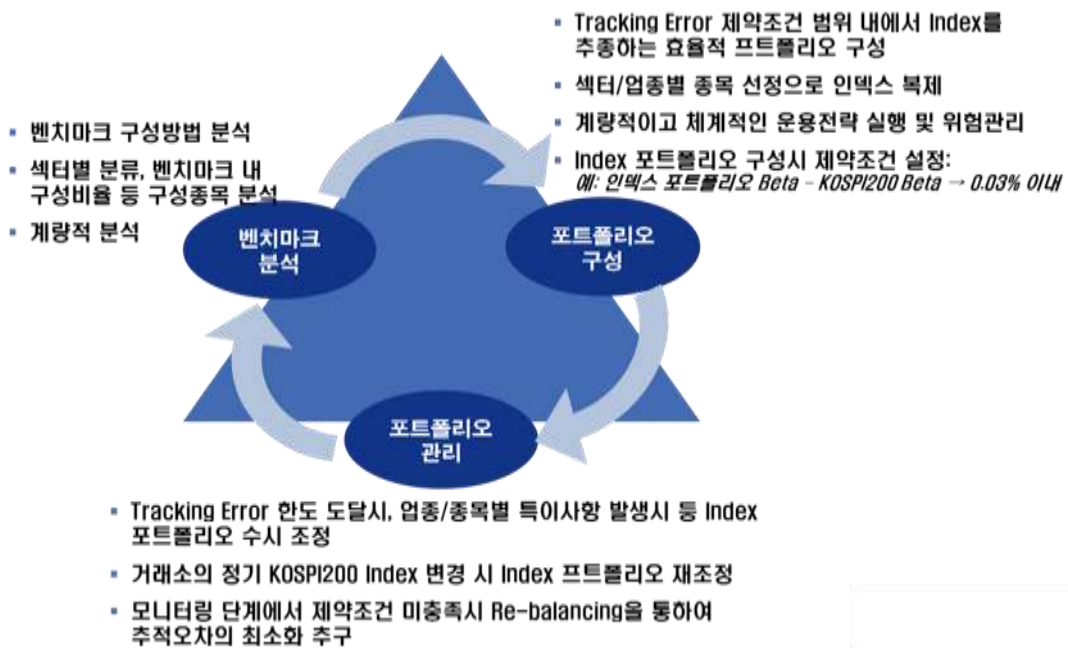 ▪ Tracking Error 제약조건 범위 내에서 Index를
추종하는 효율적 프트폴리오 구성
▪ 섹터/업종별 종목 선정으로 인덱스 복제
▪ 계량적이고 체계적인 운용전략 실행 및 위험관리
▪ Index 포트폴리오 구성시 제약조건 설정:
예: 인덱스 포트폴리오 Beta – KOSPI200 Beta → 0.03% 이내
▪ 벤치마크 구성방법 분석
▪ 섹터별 분류, 벤치마크 내
구성비율 등 구성종목 분석
▪ 계량적 분석
벤치마크
분석
포트폴리오
구성
포트폴리오
관리
▪ Tracking Error 한도 도달시, 업종/종목별 특이사항 발생시 등 Index
포트폴리오 수시 조정
▪ 거래소의 정기 KOSPI200 Index 변경 시 Index 프트폴리오 재조정
▪ 모니터링 단계에서 제약조건 미충족시 Re-balancing을 통하여
추적오차의 최소화 추구